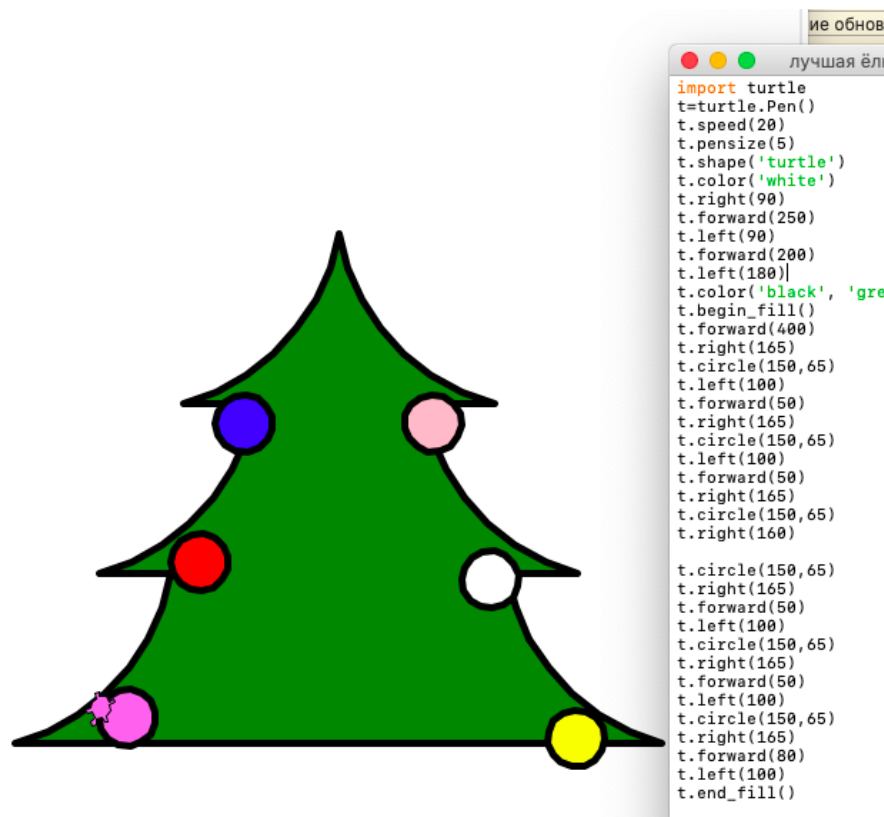 ие обнов
лучшая ёл
import turtle
t=turtle.Pen()
t.speed(20)
t.pensize(5)
t.shape('turtle')
t.color('white')
t.right(90)
t.forward(250)
t.left(90)
t.forward(200)
t.left(180)
t.color('black', 'gre
t.begin_fill()
t.forward(400)
t.right(165)
t.circle(150,65)
t.left(100)
t.forward(50)
t.right(165)
t.circle(150,65)
t.left(100)
t.forward(50)
t.right(165)
t.circle(150,65)
t.right(160)
t.circle(150,65)
t.right(165)
t.forward(50)
t.left(100)
t.circle(150,65)
t.right(165)
t.forward(50)
t.left(100)
t.circle(150,65)
t.right(165)
t.forward(80)
t.left(100)
t.end_fill()